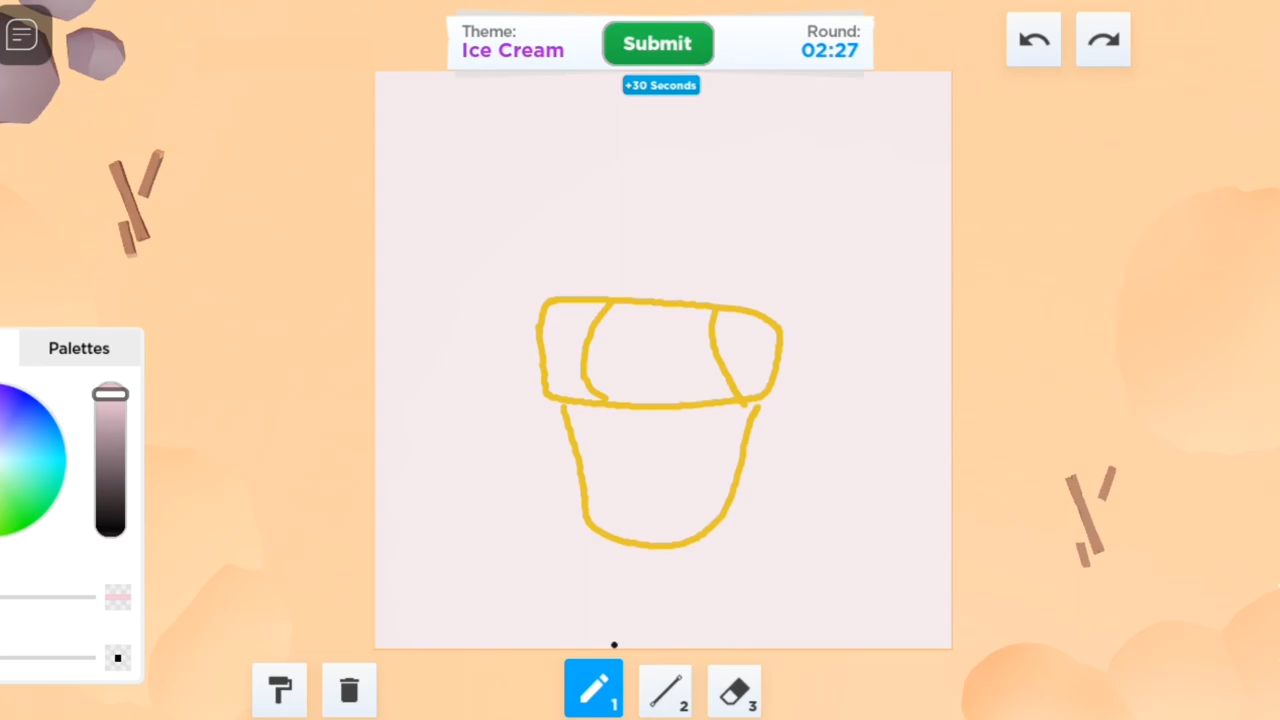 Theme:
Ice Cream
Submit
Round:
02:27
+30 Seconds
Palettes
1
2
3